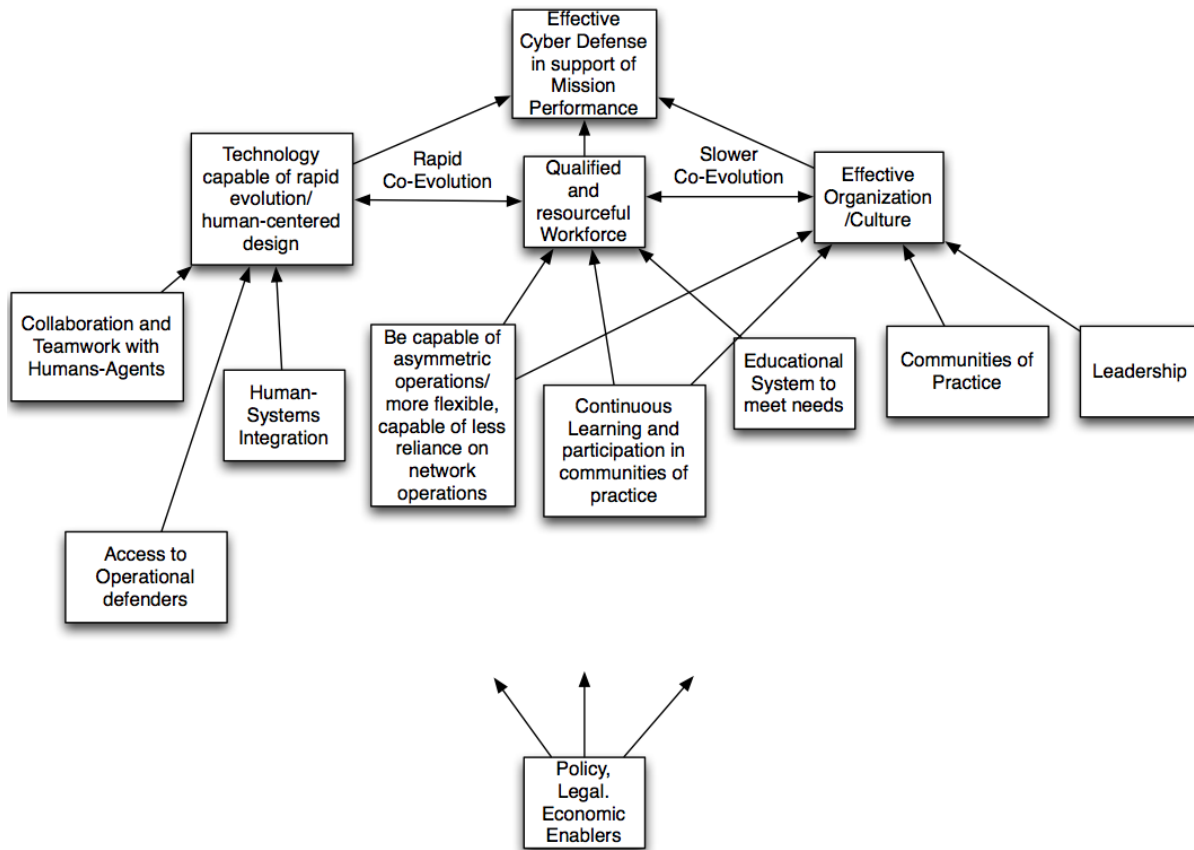 Effective
Cyber Defense
in support of
Mission
Performance
Technology
capable of rapid
evolution/
human-centered
design
Rapid
Co-Evolution
Qualified
and
resourceful
Workforce
Slower
Co-Evolution
Effective
Organization
/Culture
Collaboration and
Teamwork with
Humans-Agents
Human-
Systems
Integration
Be capable of
asymmetric
operations/
more flexible,
capable of less
reliance on
network
operations
Continuous
Learning and
participation in
communities of
practice
Educational
System to
meet needs
Communities of
Practice
Leadership
Access to
Operational
defenders
Policy,
Legal.
Economic
Enablers